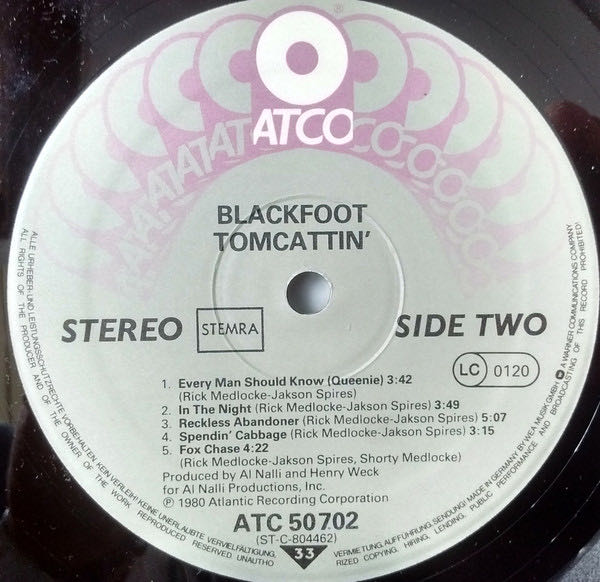 ATCO
BLACKFOOT
TOMCATTIN'
STEREO
STEMRA
SIDE TWO
LC 0120
1. Every Man Should Know (Queenie) 3:42
(Rick Medlocke-Jakson Spires)
2. In The Night (Rick Medlocke-Jakson Spires) 3:49
3. Reckless Abandoner (Rick Medlocke-Jakson Spires) 5:07
4. Spendin' Cabbage (Rick Medlocke-Jakson Spires) 3:15
5. Fox Chase 4:22
(Rick Medlocke-Jakson Spires, Shorty Medlocke)
Produced by Al Nalli and Henry Weck
for Al Nalli Productions, Inc.
℗ 1980 Atlantic Recording Corporation
ATC 50 702
(ST-C-804462)
33
ALLE URHEBER- UND LEISTUNGSSCHUTZRECHTE VORBEHALTEN. KEIN VERLEIH! KEINE UNERLAUBTE VERVIELFÄLTIGUNG, VERMIETUNG, AUFFÜHRUNG, SENDUNG! MADE IN GERMANY BY WEA MUSIK GMBH A WARNER COMMUNICATIONS COMPANY
ALL RIGHTS OF THE PRODUCER AND OF THE OWNER OF THE WORK REPRODUCED RESERVED. UNAUTHORIZED COPYING, HIRING, LENDING, PUBLIC PERFORMANCE AND BROADCASTING OF THIS RECORD PROHIBITED!